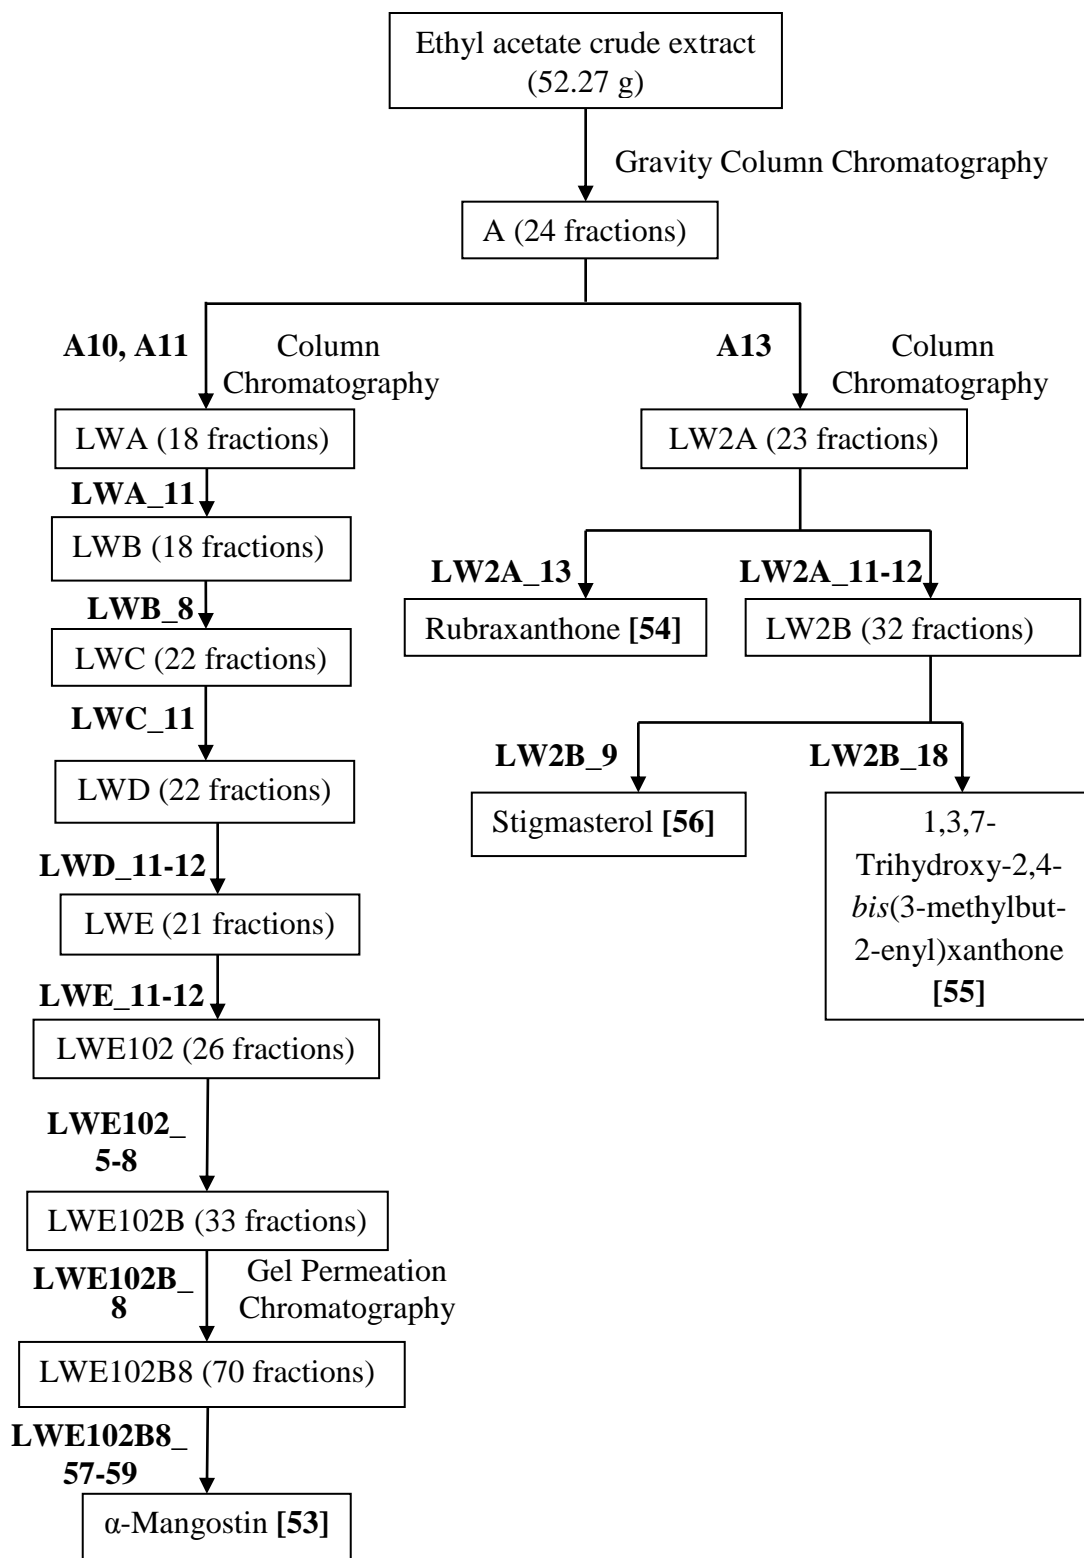 Ethyl acetate crude extract
(52.27 g)
Gravity Column Chromatography
A (24 fractions)
A10, A11
Column
Chromatography
A13
Column
Chromatography
LWA (18 fractions)
LW2A (23 fractions)
LWA_11
LWB (18 fractions)
LW2A_13
LW2A_11-12
LWB_8
Rubraxanthone [54]
LW2B (32 fractions)
LWC (22 fractions)
LWC_11
LW2B_9
LW2B_18
LWD (22 fractions)
Stigmasterol [56]
1,3,7-
Trihydroxy-2,4-
bis(3-methylbut-
2-enyl)xanthone
[55]
LWD_11-12
LWE (21 fractions)
LWE_11-12
LWE102 (26 fractions)
LWE102_
5-8
LWE102B (33 fractions)
LWE102B_
8
Gel Permeation
Chromatography
LWE102B8 (70 fractions)
LWE102B8_
57-59
α-Mangostin [53]